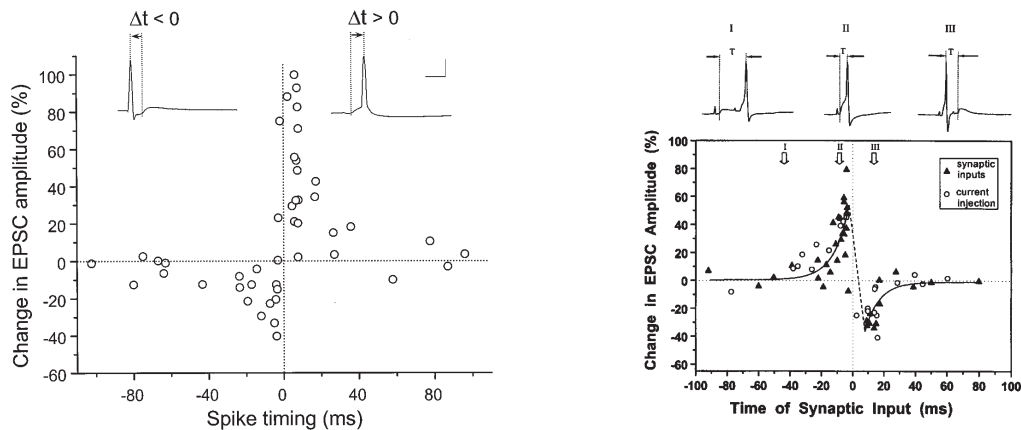 Δt < 0
Δt > 0
Change in EPSC amplitude (%)
100
80
60
40
20
0
-20
-40
-60
-80
-40
0
40
80
Spike timing (ms)
I
II
III
T
T
T
Change in EPSC Amplitude (%)
100
80
60
40
20
0
-20
-40
-60
I
II
III
synaptic
inputs
current
injection
-100
-80
-60
-40
-20
0
20
40
60
80
100
Time of Synaptic Input (ms)